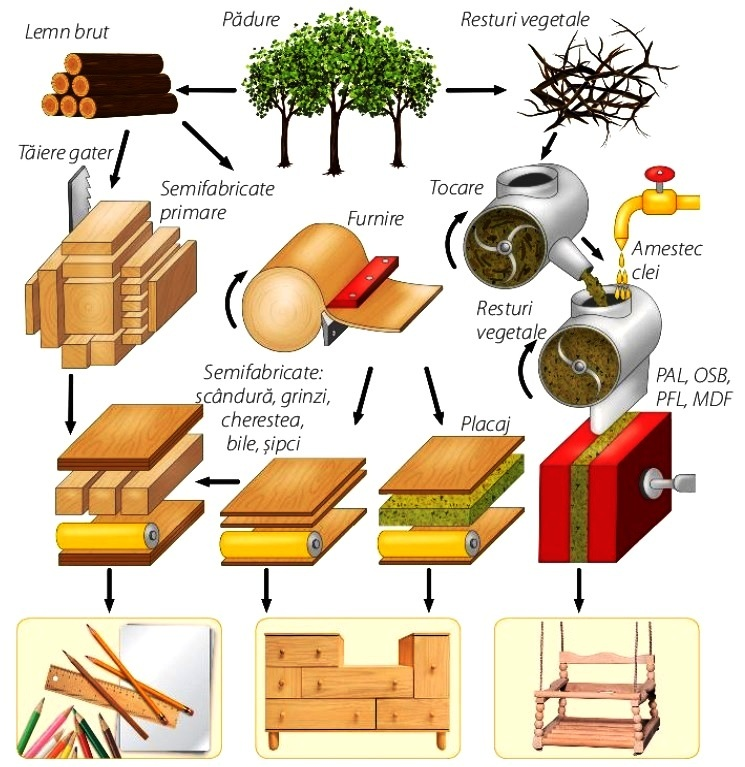 Lemn brut
Pădure
Resturi vegetale
Tăiere gater
Semifabricate
primare
Furnire
Tocare
Amestec
clei
Resturi
vegetale
Semifabricate:
scândură, grinzi,
cherestea,
bile, șipci
Placaj
PAL, OSB,
PFL, MDF